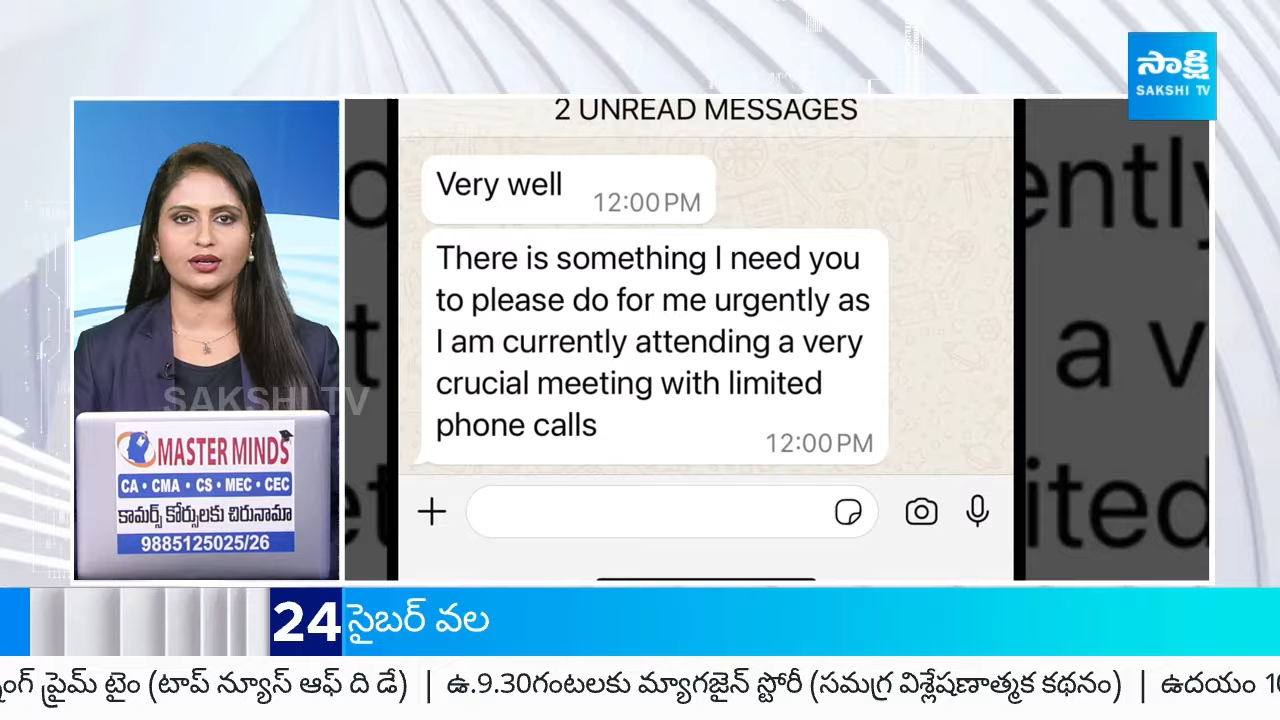 సాక్షి
SAKSHI TV
2 UNREAD MESSAGES
Very well
12:00 PM
There is something I need you
to please do for me urgently as
I am currently attending a very
crucial meeting with limited
phone calls
12:00 PM
ently
a v
ited
SAKSHI TV
MASTER MINDS
CA • CMA • CS • MEC • CEC
కామర్స్ కోర్సులకు చిరునామా
9885125025/26
24 సైబర్ వల
ప్రైమ్ టైం (టాప్ న్యూస్ ఆఫ్ ది డే) | ఉ.9.30గంటలకు మ్యాగజైన్ స్టోరీ (సమగ్ర విశ్లేషణాత్మక కథనం) | ఉదయం